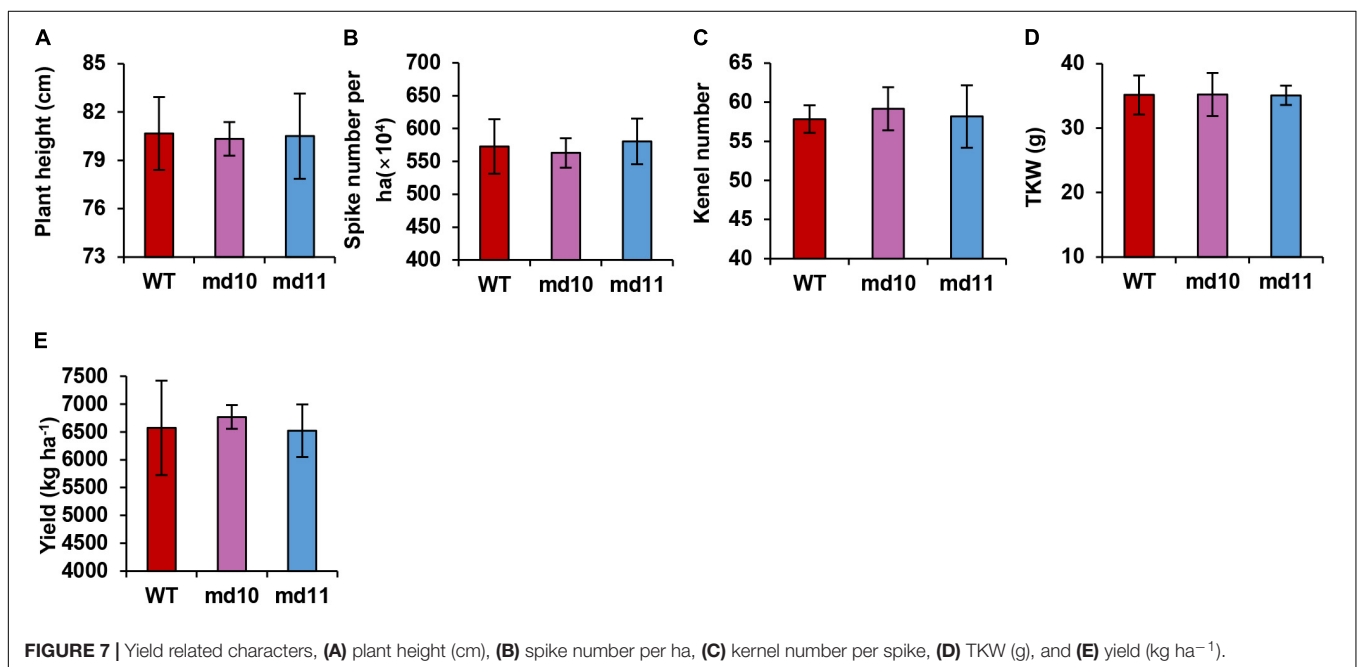 A
Plant height (cm)
85
82
79
76
73
WT md10 md11
B
Spike number per
ha(×10⁴)
700
650
600
550
500
450
400
WT md10 md11
C
Kenel number
65
60
55
50
45
40
WT md10 md11
D
TKW (g)
40
30
20
10
WT md10 md11
E
Yield (kg ha⁻¹)
7500
7000
6500
6000
5500
5000
4500
4000
WT md10 md11
FIGURE 7 | Yield related characters, (A) plant height (cm), (B) spike number per ha, (C) kernel number per spike, (D) TKW (g), and (E) yield (kg ha⁻¹).